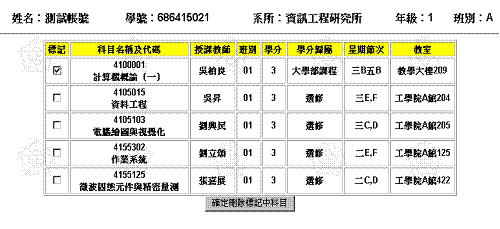 姓名：測試帳號 學號：686415021 系所：資訊工程研究所 年級：1 班別：A
標記 科目名稱及代碼 授課教師 班別 學分 學分歸屬 星期節次 教室
4100001
計算機概論（一） 吳柏良 01 3 大學部課程 三B五B 教學大樓209
4105015
資料工程 吳昇 01 3 選修 三E,F 工學院A館204
4105103
電腦繪圖與視覺化 劉興民 01 3 選修 三C,D 工學院A館205
4155302
作業系統 劉立頌 01 3 選修 二E,F 工學院A館125
4155125
微波固態元件與精密量測 張嘉展 01 3 選修 二C,D 工學院A館422
確定刪除標記中科目